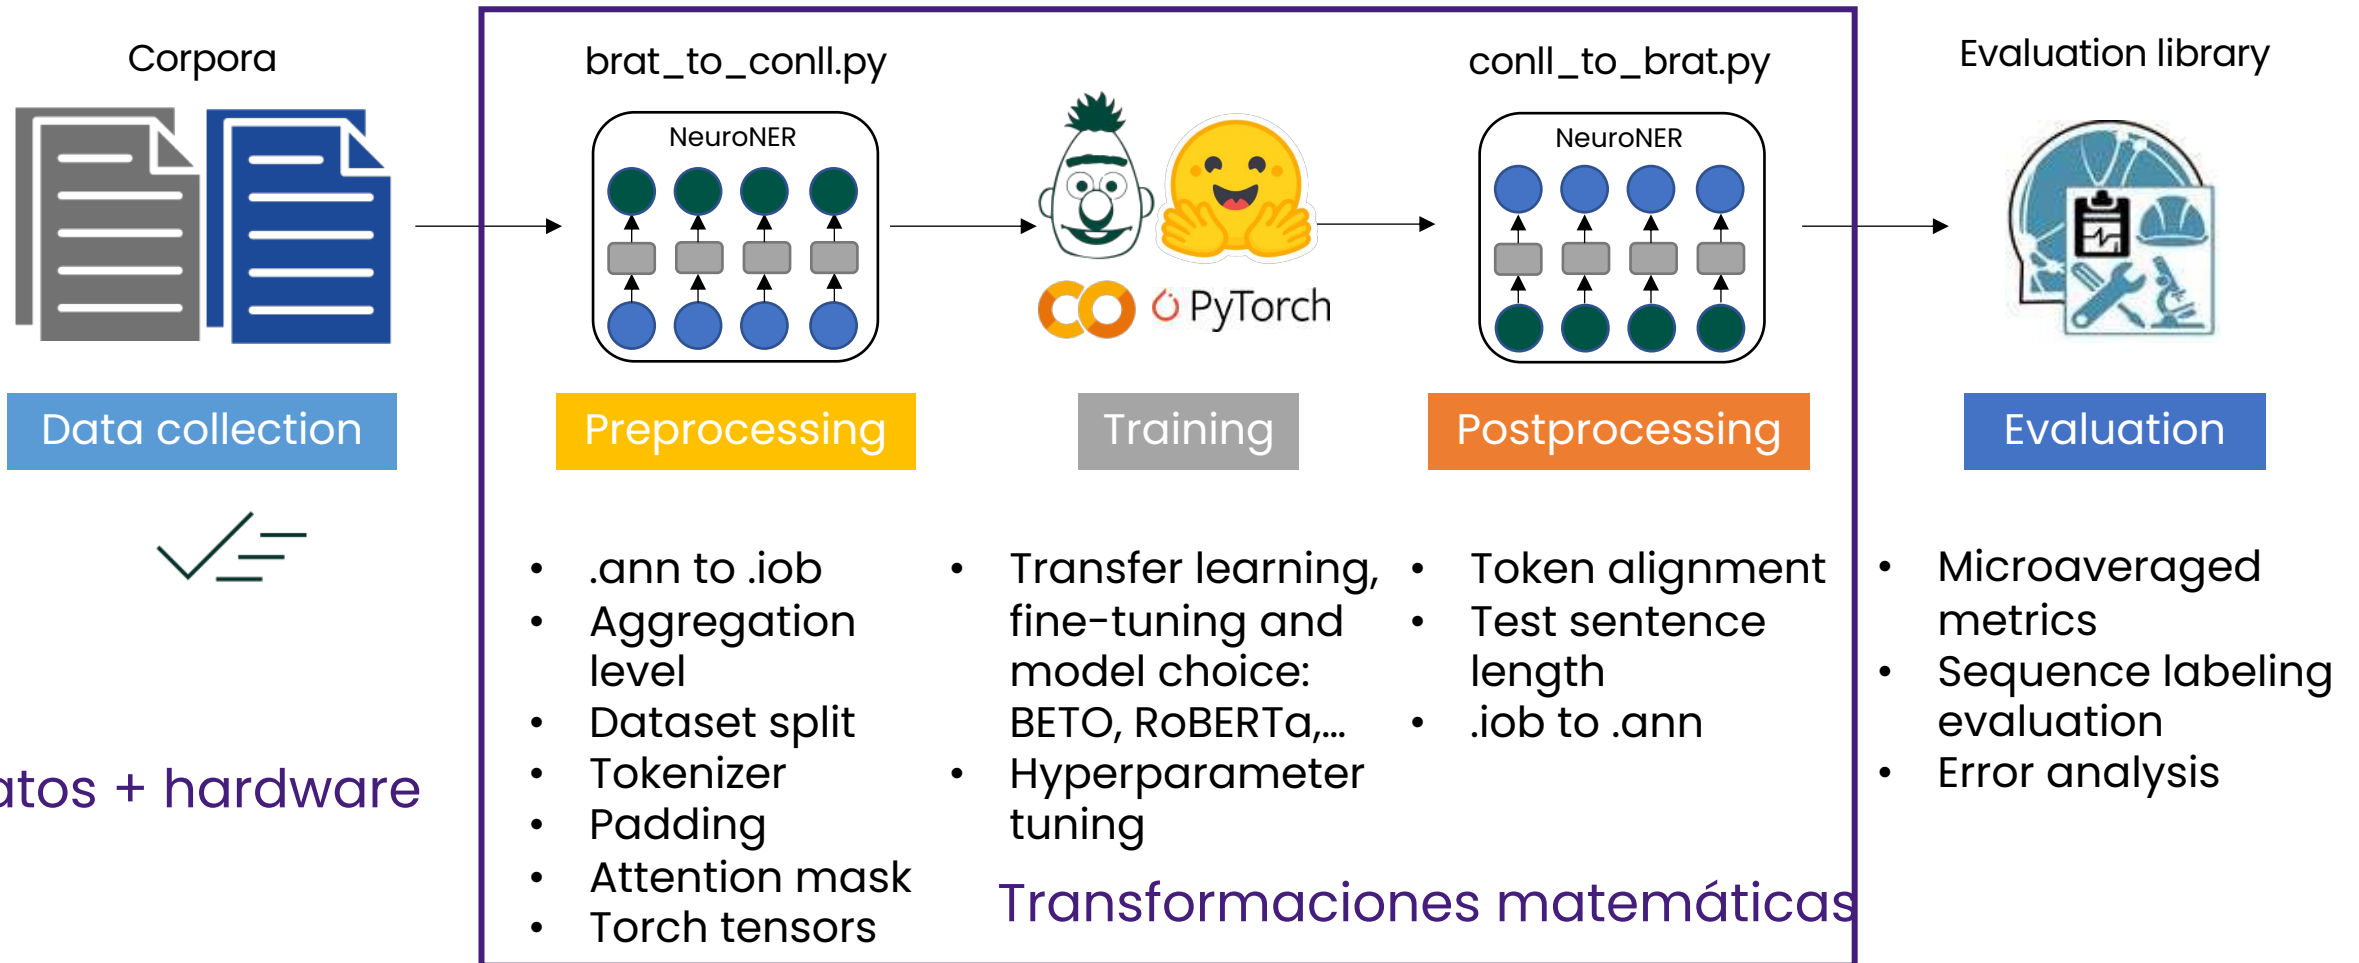 Corpora
brat_to_conll.py
conll_to_brat.py
Evaluation library
NeuroNER
NeuroNER
PyTorch
Data collection
Preprocessing
Training
Postprocessing
Evaluation
• .ann to .iob
• Aggregation
level
• Dataset split
• Tokenizer
• Padding
• Attention mask
• Torch tensors
• Transfer learning,
fine-tuning and
model choice:
BETO, RoBERTa,...
• Hyperparameter
tuning
• Token alignment
• Test sentence
length
• .iob to .ann
• Microaveraged
metrics
• Sequence labeling
evaluation
• Error analysis
atos + hardware
Transformaciones matemáticas